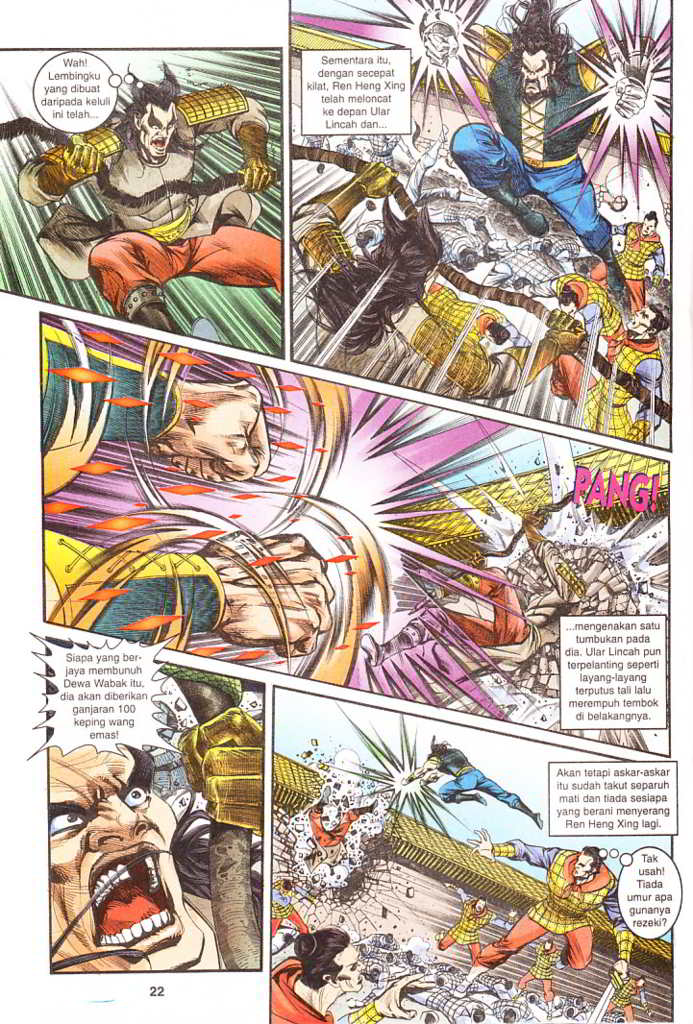 Wah!
Lembingku
yang dibuat
daripada keluli
ini telah...
Sementara itu,
dengan secepat
kilat, Ren Heng Xing
telah meloncat
ke depan Ular
Lincah dan...
PANG!
...mengenakan satu
tumbukan pada
dia. Ular Lincah pun
terpelanting seperti
layang-layang
terputus tali lalu
merempuh tembok
di belakangnya.
Siapa yang ber-
jaya membunuh
Dewa Wabak itu,
dia akan diberikan
ganjaran 100
keping wang
emas!
Akan tetapi askar-askar
itu sudah takut separuh
mati dan tiada sesiapa
yang berani menyerang
Ren Heng Xing lagi.
Tak
usah!
Tiada
umur apa
gunanya
rezeki?
22